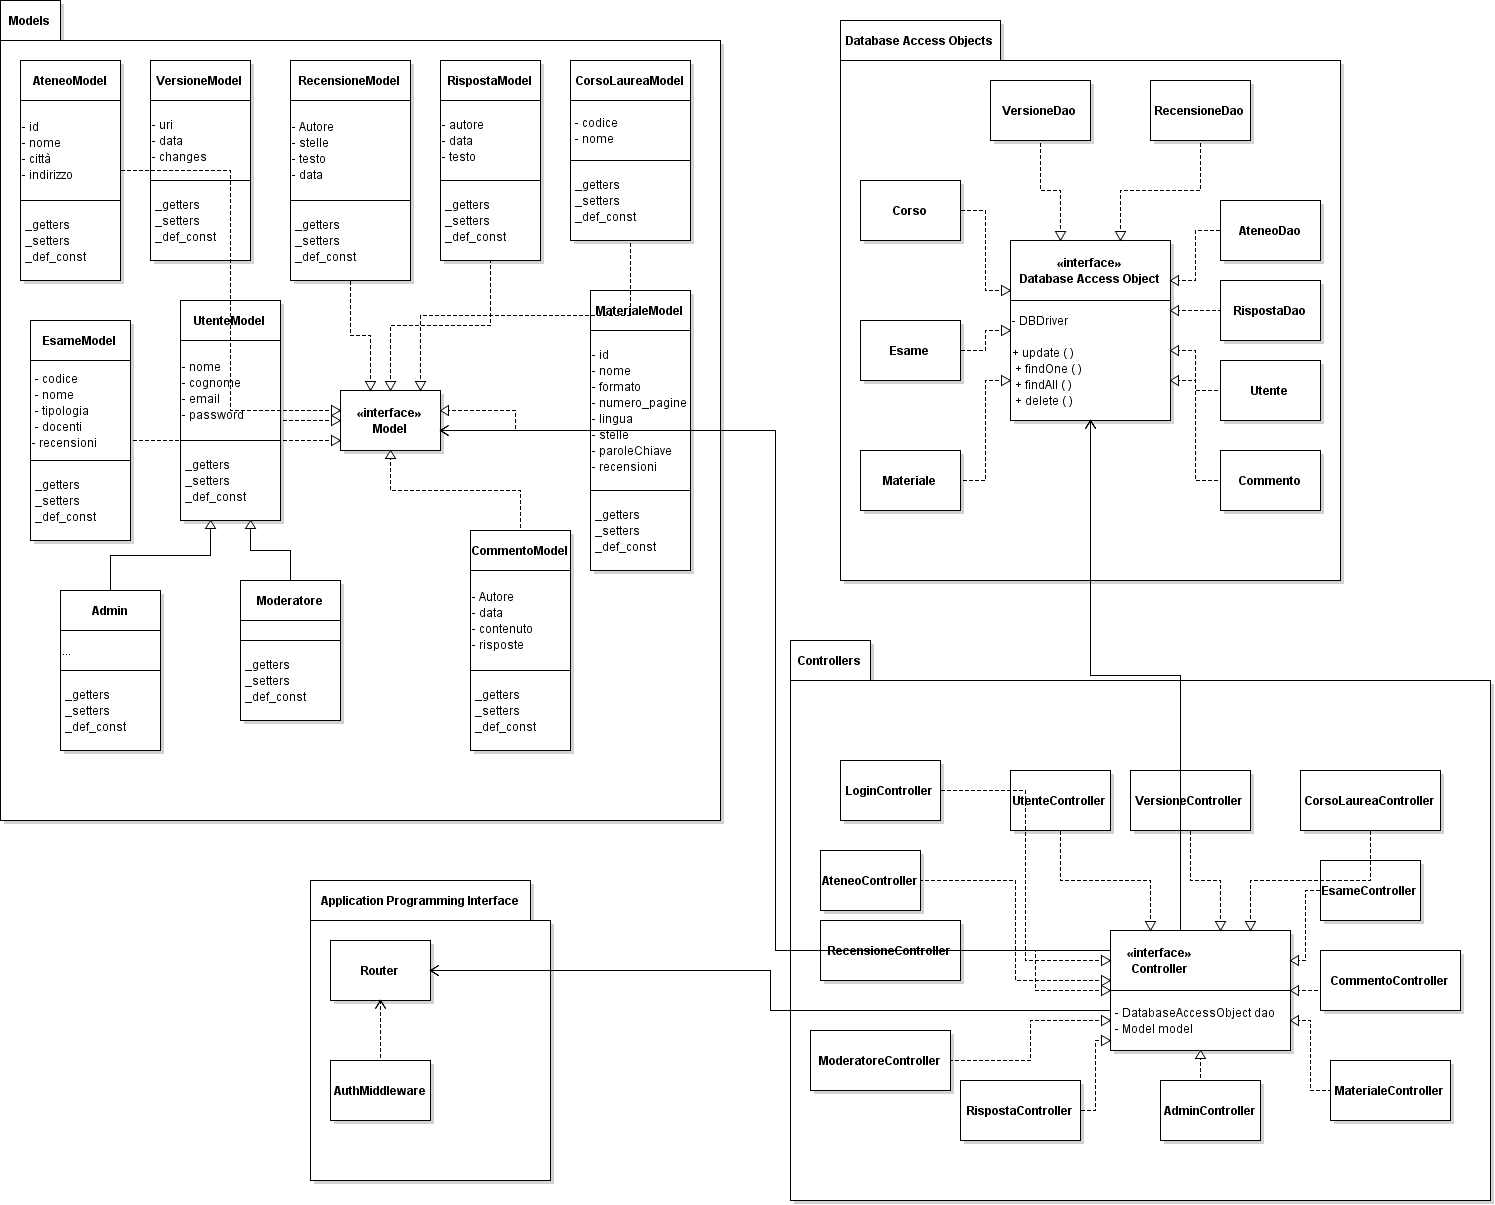 Models
AteneoModel
- id
- nome
- città
- indirizzo
_getters
_setters
_def_const
VersioneModel
- uri
- data
- changes
_getters
_setters
_def_const
RecensioneModel
- Autore
- stelle
- testo
- data
_getters
_setters
_def_const
RispostaModel
- autore
- data
- testo
_getters
_setters
_def_const
CorsoLaureaModel
- codice
- nome
_getters
_setters
_def_const
EsameModel
- codice
- nome
- tipologia
- docenti
- recensioni
_getters
_setters
_def_const
UtenteModel
- nome
- cognome
- email
- password
_getters
_setters
_def_const
«interface»
Model
MaterialeModel
- id
- nome
- formato
- numero_pagine
- lingua
- stelle
- paroleChiave
- recensioni
_getters
_setters
_def_const
Admin
...
_getters
_setters
_def_const
Moderatore
_getters
_setters
_def_const
CommentoModel
- Autore
- data
- contenuto
- risposte
_getters
_setters
_def_const
Database Access Objects
VersioneDao
RecensioneDao
Corso
AteneoDao
«interface»
Database Access Object
- DBDriver
+ update ( )
+ findOne ( )
+ findAll ( )
+ delete ( )
RispostaDao
Esame
Utente
Materiale
Commento
Controllers
LoginController
UtenteController
VersioneController
CorsoLaureaController
AteneoController
EsameController
RecensioneController
«interface»
Controller
- DatabaseAccessObject dao
- Model model
CommentoController
ModeratoreController
RispostaController
AdminController
MaterialeController
Application Programming Interface
Router
AuthMiddleware